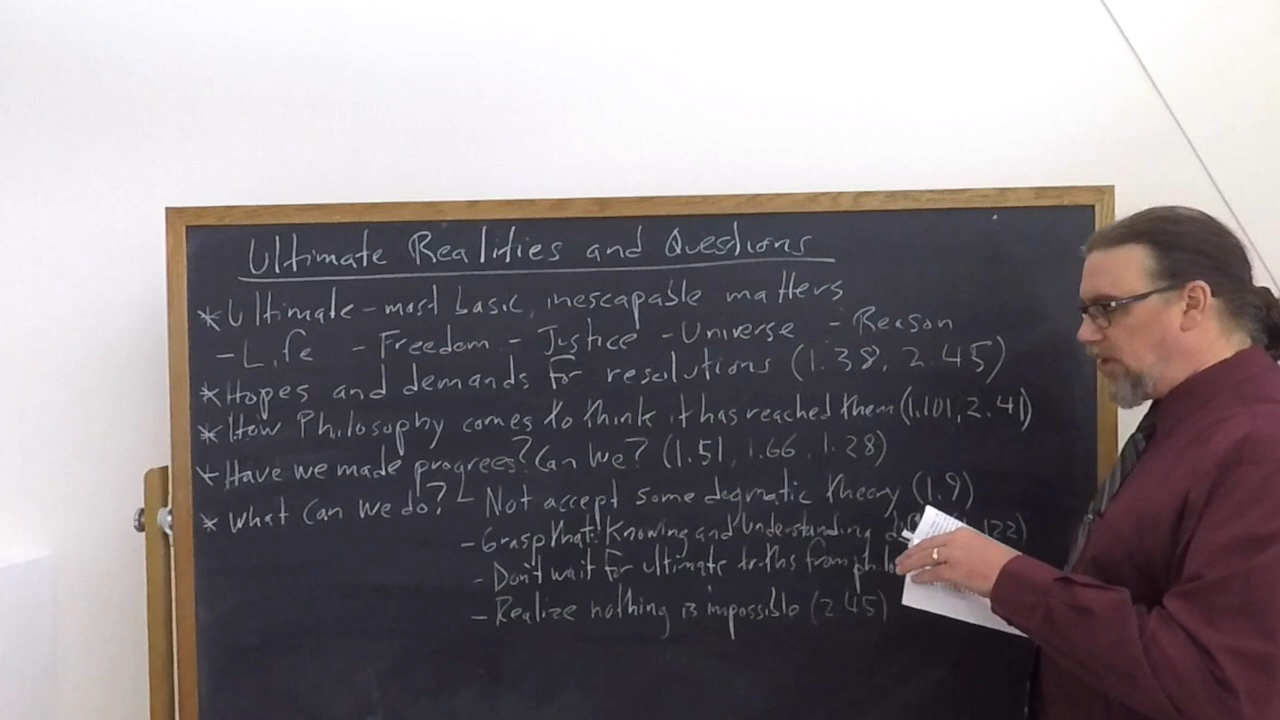 Ultimate Realities and Questions
* Ultimate - most basic, inescapable matters
- Life - Freedom - Justice - Universe - Reason
* Hopes and demands for resolutions (1.38, 2.45)
* How Philosophy comes to think it has reached them (1.101, 2.41)
* Have we made progrees? Can we? (1.51, 1.66, 1.28)
* What Can we do? - Not accept some dogmatic theory (1.9)
- Grasp that Knowing and Understanding 122)
- Don't wait for ultimate truths from
- Realize nothing is impossible (2.45)